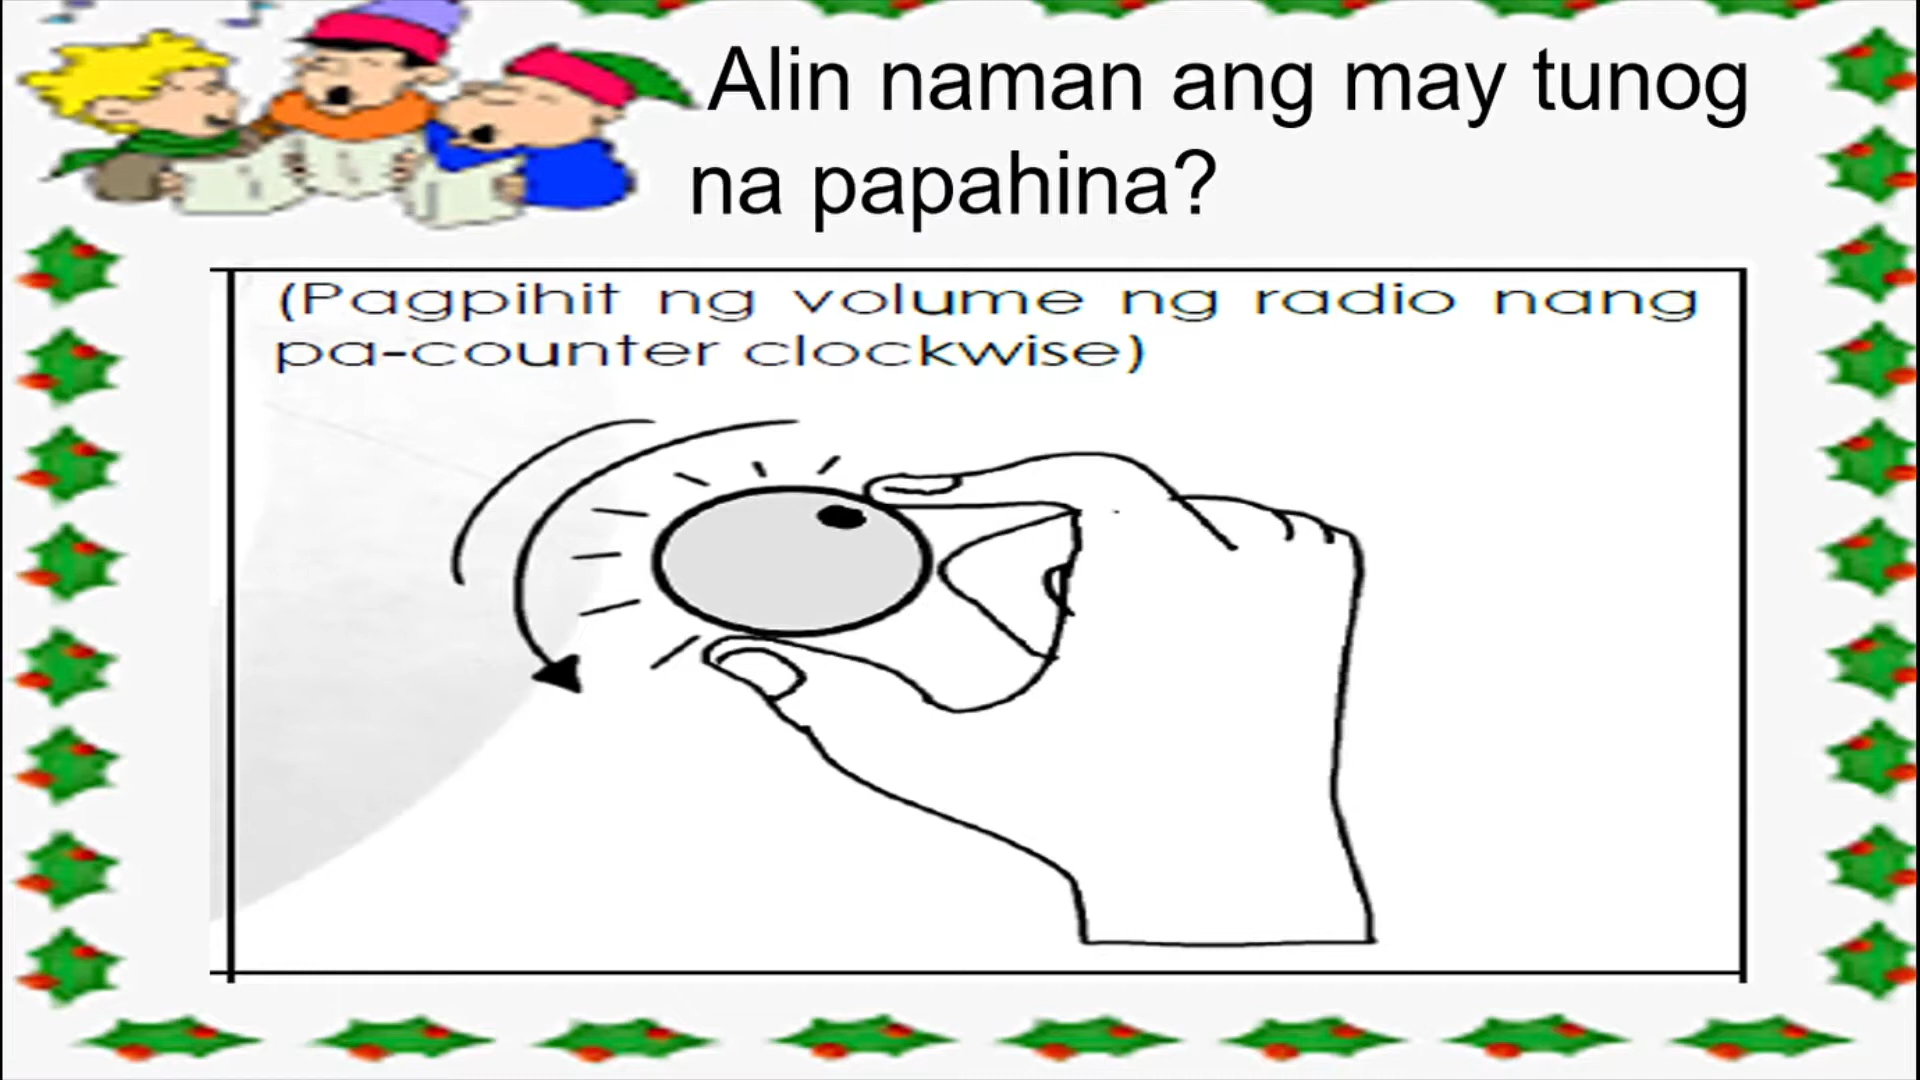 Alin naman ang may tunog
na papahina?
(Pagpihit ng volume ng radio nang
pa-counter clockwise)